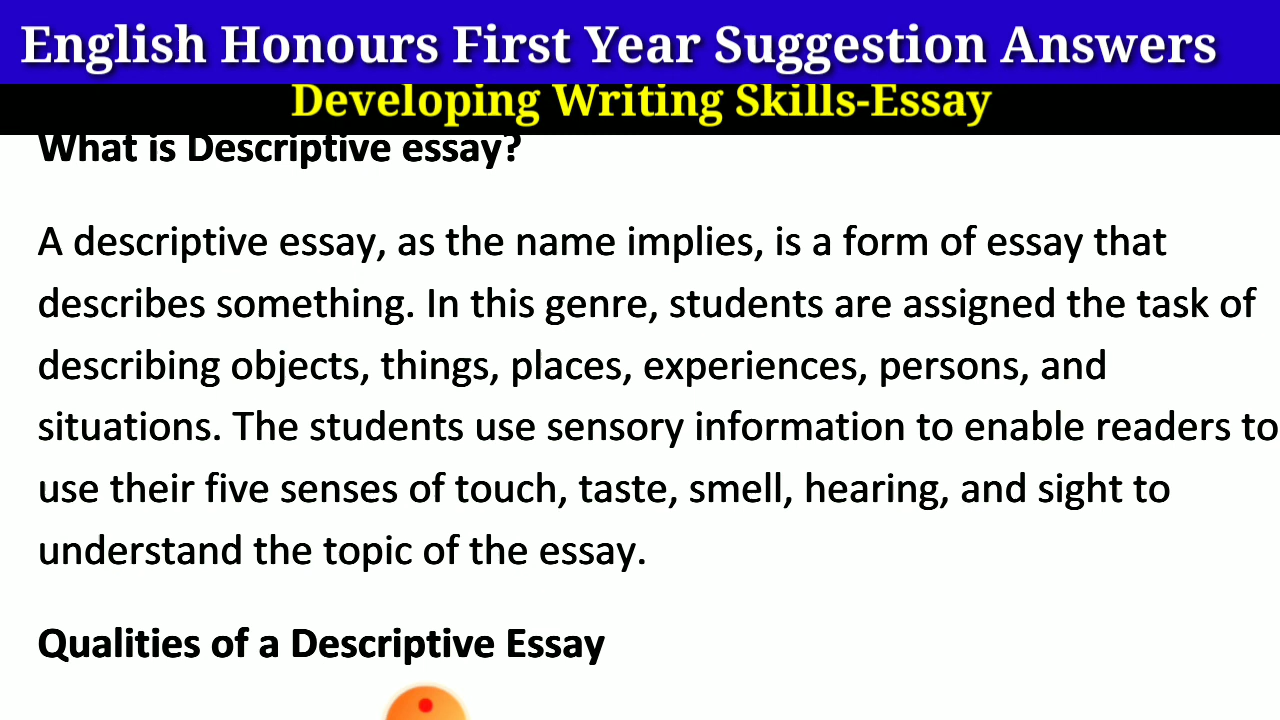 English Honours First Year Suggestion Answers
Developing Writing Skills-Essay
What is Descriptive essay?
A descriptive essay, as the name implies, is a form of essay that
describes something. In this genre, students are assigned the task of
describing objects, things, places, experiences, persons, and
situations. The students use sensory information to enable readers to
use their five senses of touch, taste, smell, hearing, and sight to
understand the topic of the essay.
Qualities of a Descriptive Essay